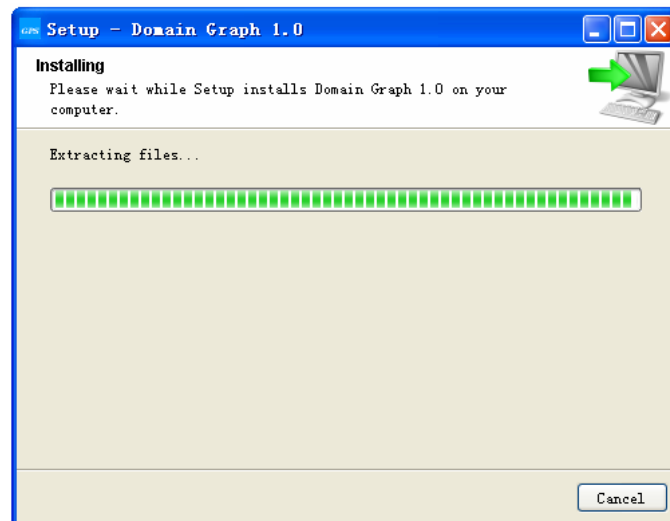 GPS Setup - Domain Graph 1.0
Installing
Please wait while Setup installs Domain Graph 1.0 on your
computer.
Extracting files...
Cancel